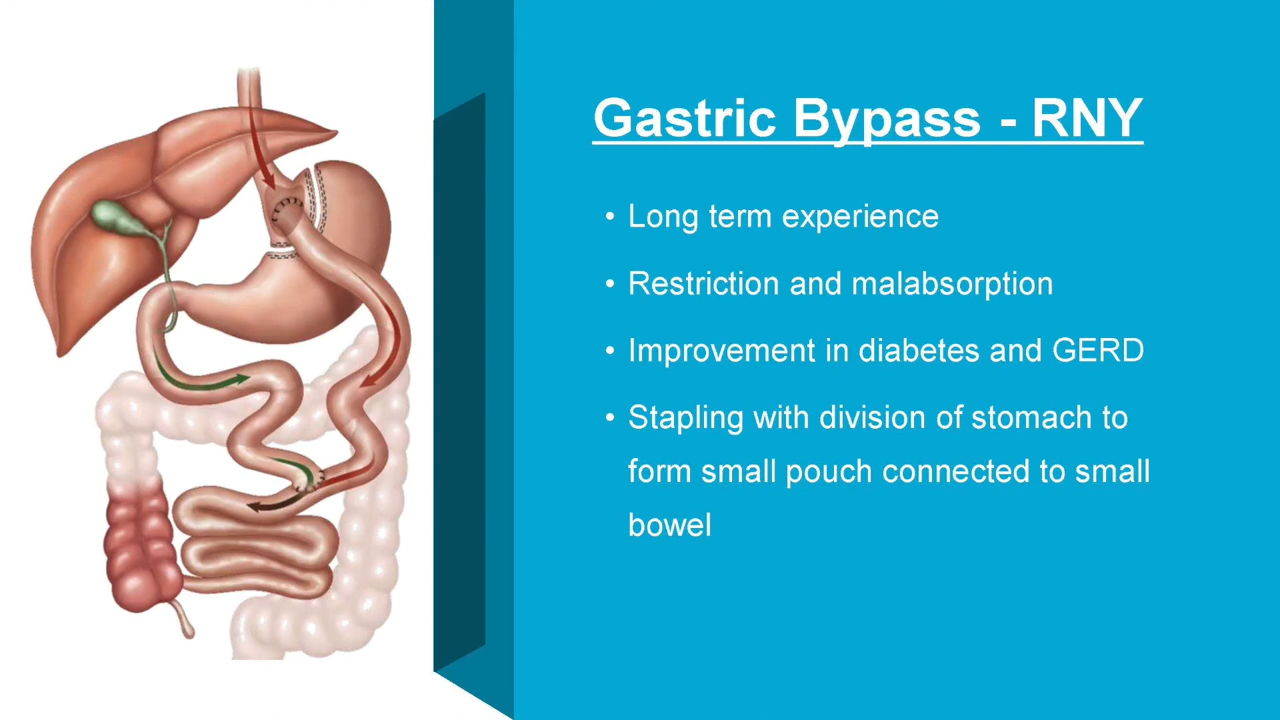 Gastric Bypass - RNY
• Long term experience
• Restriction and malabsorption
• Improvement in diabetes and GERD
• Stapling with division of stomach to
form small pouch connected to small
bowel